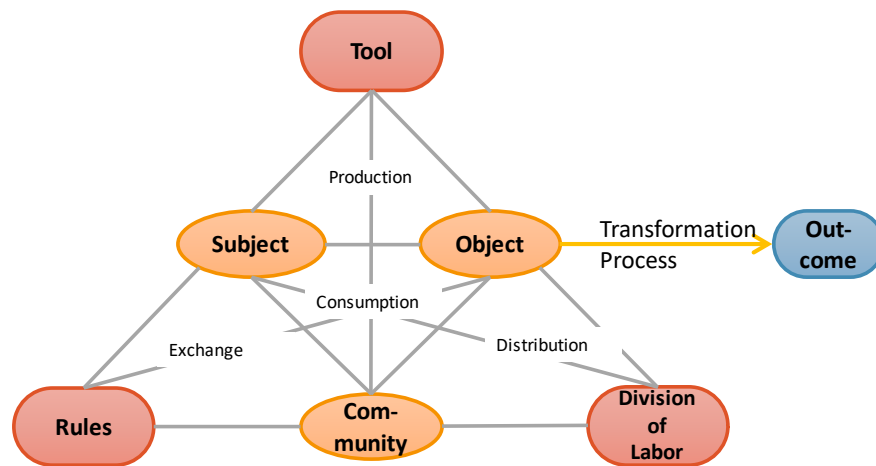 Tool
Production
Subject
Object
Transformation
Process
Out-
come
Consumption
Exchange
Distribution
Rules
Com-
munity
Division
of
Labor